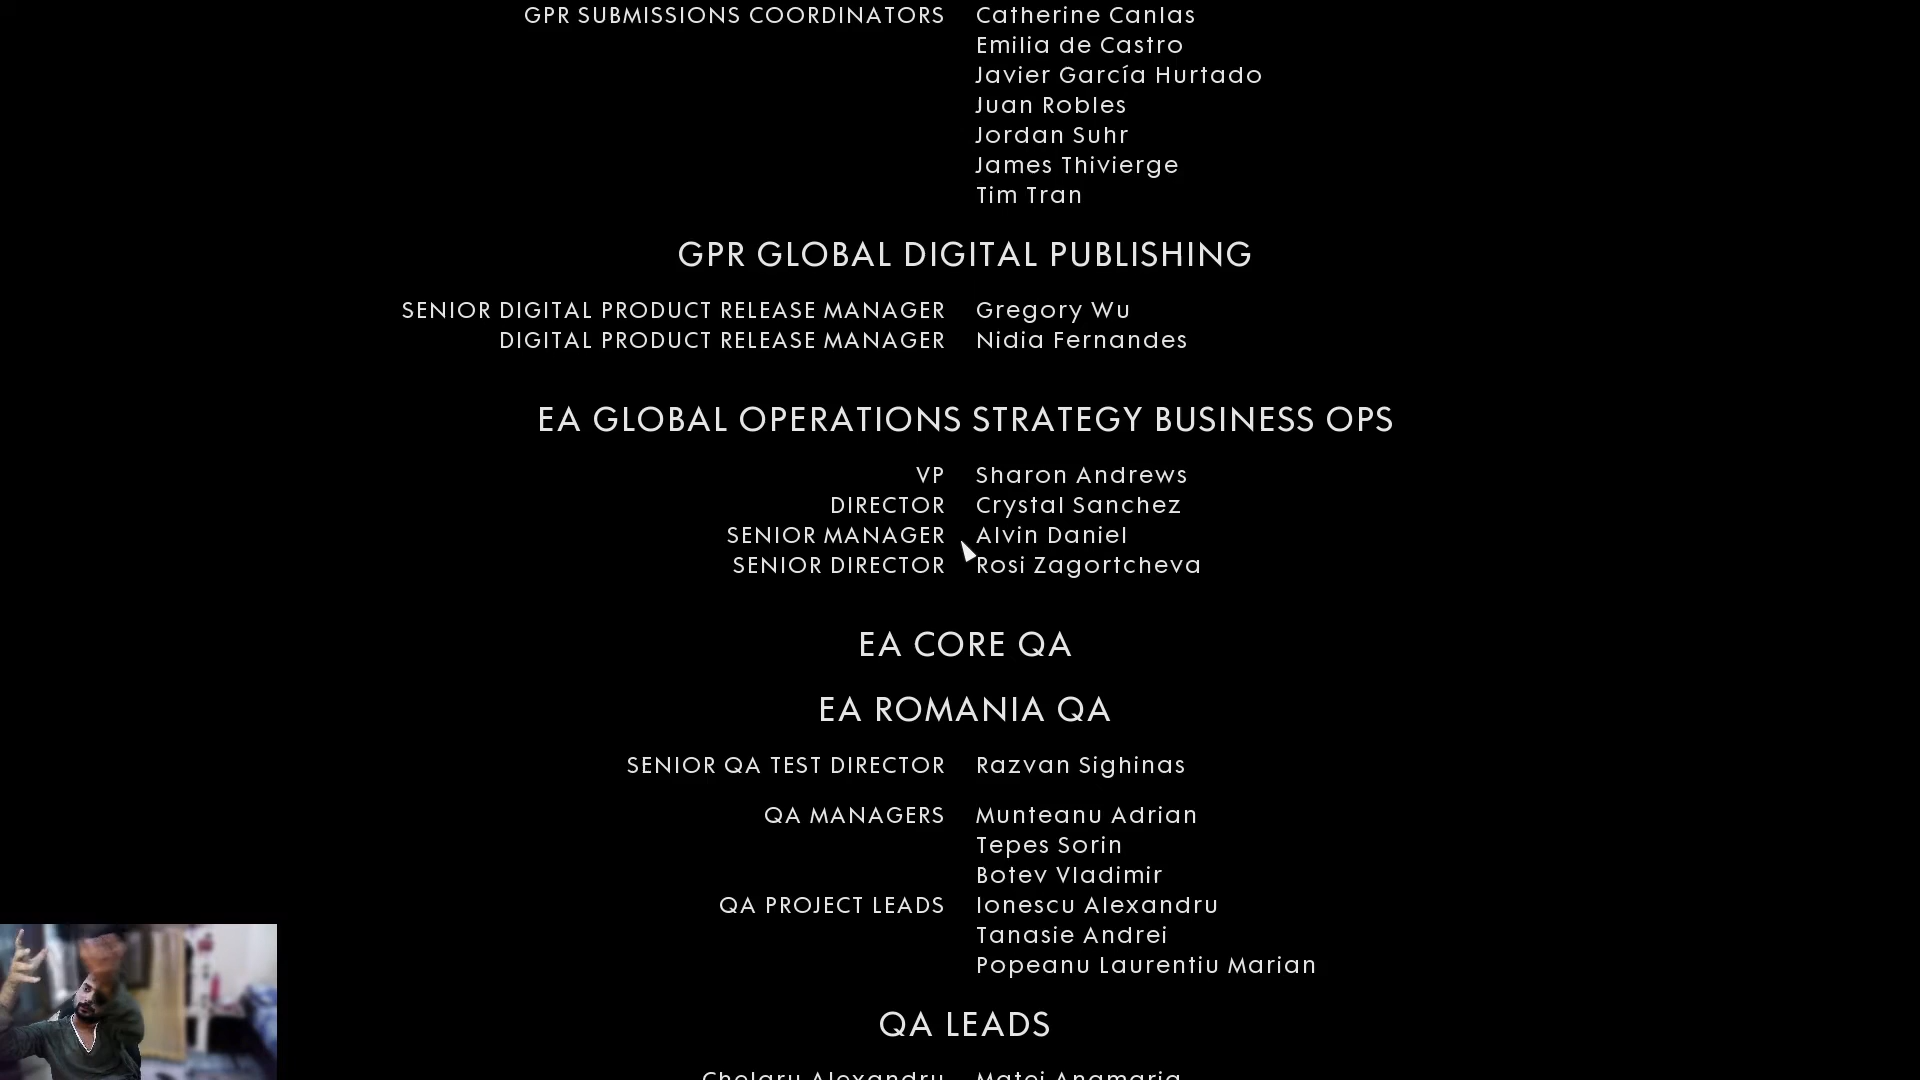 GPR SUBMISSIONS COORDINATORS Catherine Canlas
Emilia de Castro
Javier García Hurtado
Juan Robles
Jordan Suhr
James Thivierge
Tim Tran
GPR GLOBAL DIGITAL PUBLISHING
SENIOR DIGITAL PRODUCT RELEASE MANAGER Gregory Wu
DIGITAL PRODUCT RELEASE MANAGER Nidia Fernandes
EA GLOBAL OPERATIONS STRATEGY BUSINESS OPS
VP Sharon Andrews
DIRECTOR Crystal Sanchez
SENIOR MANAGER Alvin Daniel
SENIOR DIRECTOR Rosi Zagortcheva
EA CORE QA
EA ROMANIA QA
SENIOR QA TEST DIRECTOR Razvan Sighinas
QA MANAGERS Munteanu Adrian
Tepes Sorin
Botev Vladimir
QA PROJECT LEADS Ionescu Alexandru
Tanasie Andrei
Popeanu Laurentiu Marian
QA LEADS
Chelaru Alexandru Matei Anamaria